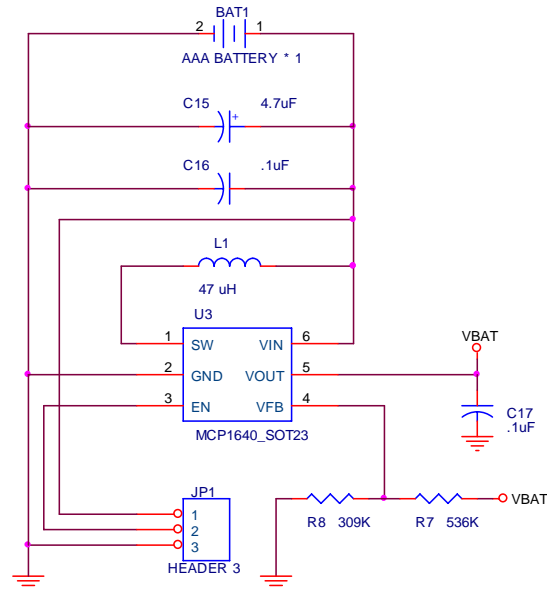 BAT1
2 1
AAA BATTERY * 1
C15 4.7uF
+
C16 .1uF
L1
47 uH
U3
1 SW VIN 6
2 GND VOUT 5
3 EN VFB 4
MCP1640_SOT23
VBAT
C17
.1uF
JP1
1
2
3
HEADER 3
R8 309K
R7 536K
VBAT